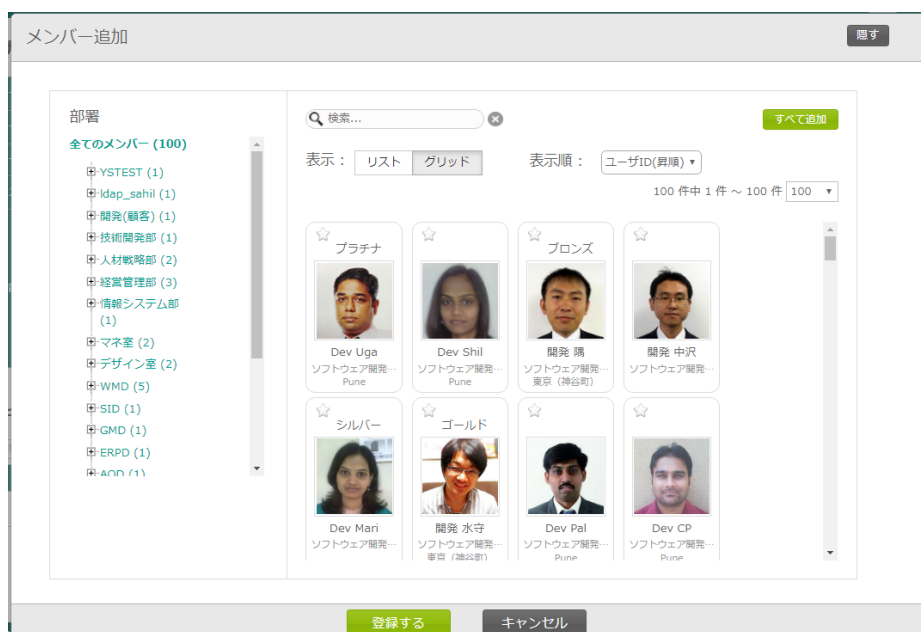 メンバー追加
隠す
部署
全てのメンバー (100)
YSTEST (1)
ldap_sahil (1)
開発(顧客) (1)
技術開発部 (1)
人材戦略部 (2)
経営管理部 (3)
情報システム部
(1)
マネ室 (2)
デザイン室 (2)
WMD (5)
SID (1)
GMD (1)
ERPD (1)
AOD (1)
検索...
すべて追加
表示： リスト グリッド 表示順： ユーザID(昇順)
100 件中 1 件 ～ 100 件 100
プラチナ
Dev Uga
ソフトウェア開発…
Pune
Dev Shil
ソフトウェア開発…
Pune
ブロンズ
開発 隅
ソフトウェア開発…
東京（神谷町）
開発 中沢
ソフトウェア開発…
シルバー
Dev Mari
ソフトウェア開発…
ゴールド
開発 水守
ソフトウェア開発…
東京（神谷町）
Dev Pal
ソフトウェア開発…
Pune
Dev CP
ソフトウェア開発…
Pune
登録する
キャンセル